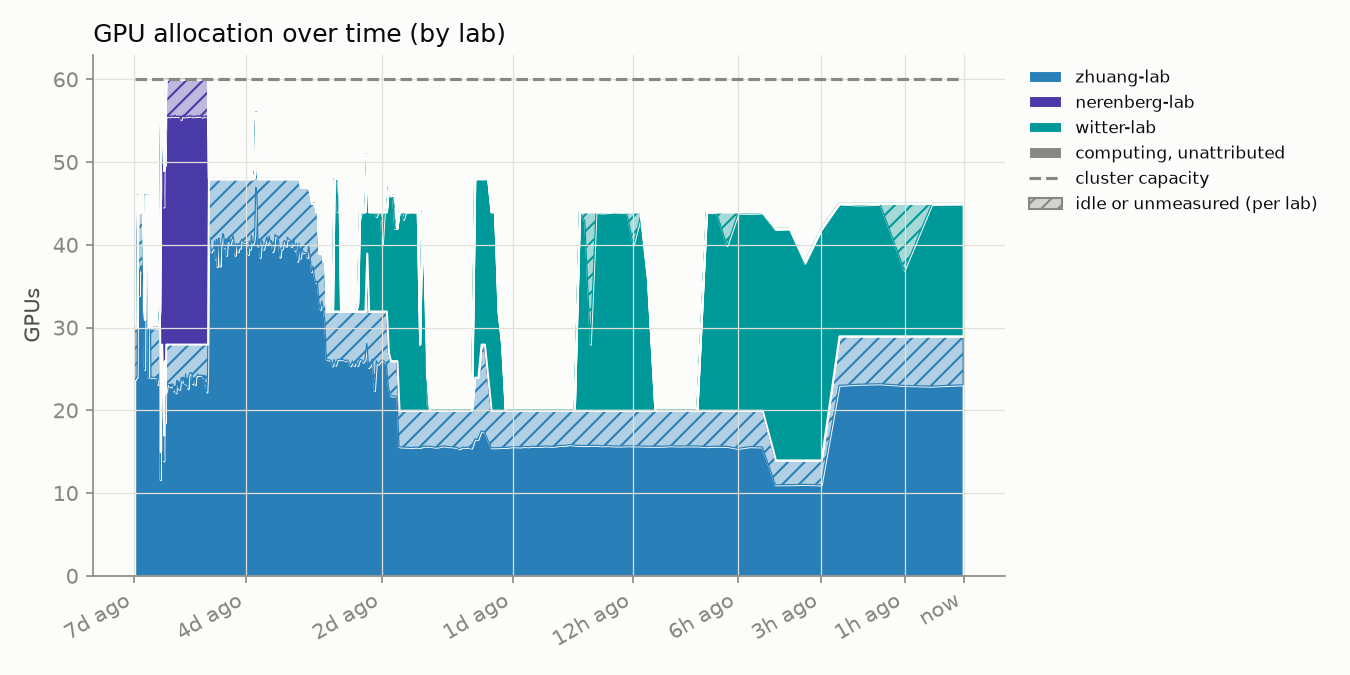 GPU allocation over time (by lab)
GPUs
60
50
40
30
20
10
0
7d ago
4d ago
2d ago
1d ago
12h ago
6h ago
3h ago
1h ago
now
zhuang-lab
nerenberg-lab
witter-lab
computing, unattributed
cluster capacity
idle or unmeasured (per lab)